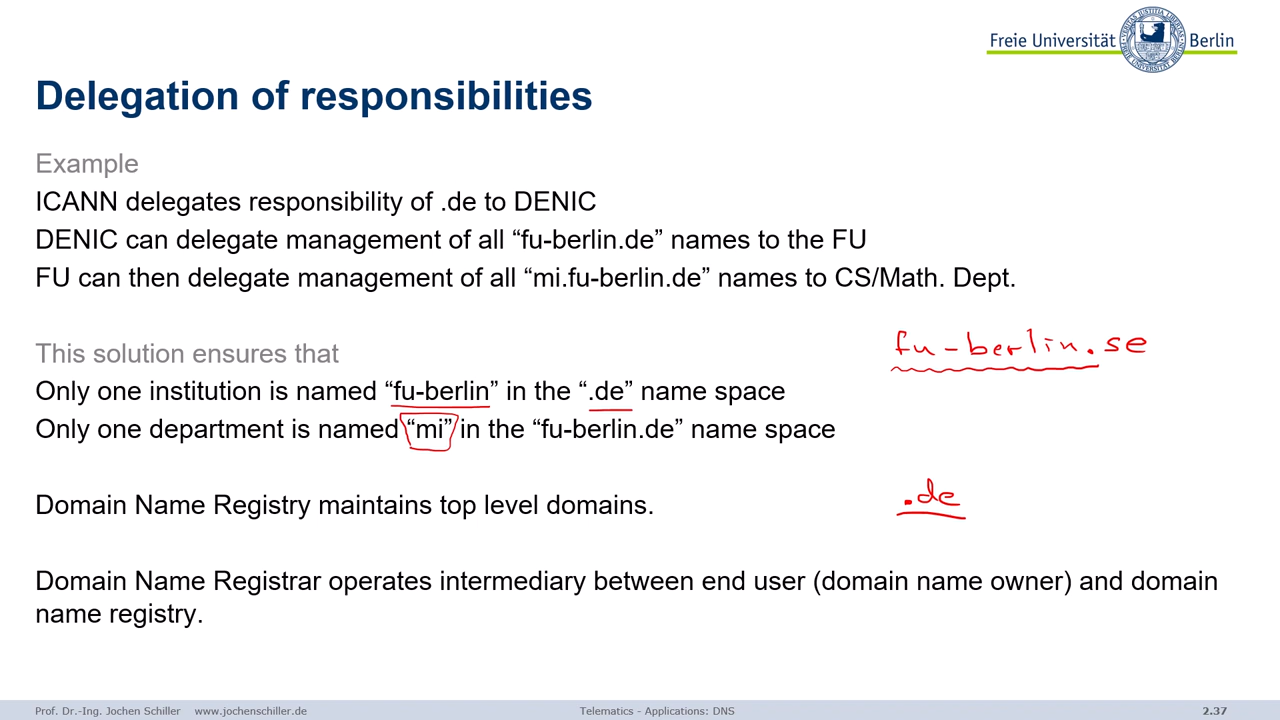 Freie Universität Berlin
Delegation of responsibilities
Example
ICANN delegates responsibility of .de to DENIC
DENIC can delegate management of all “fu-berlin.de” names to the FU
FU can then delegate management of all “mi.fu-berlin.de” names to CS/Math. Dept.
fu-berlin.se
This solution ensures that
Only one institution is named “fu-berlin” in the “.de” name space
Only one department is named “mi” in the “fu-berlin.de” name space
.de
Domain Name Registry maintains top level domains.
Domain Name Registrar operates intermediary between end user (domain name owner) and domain
name registry.
Prof. Dr.-Ing. Jochen Schiller www.jochenschiller.de Telematics - Applications: DNS 2.37